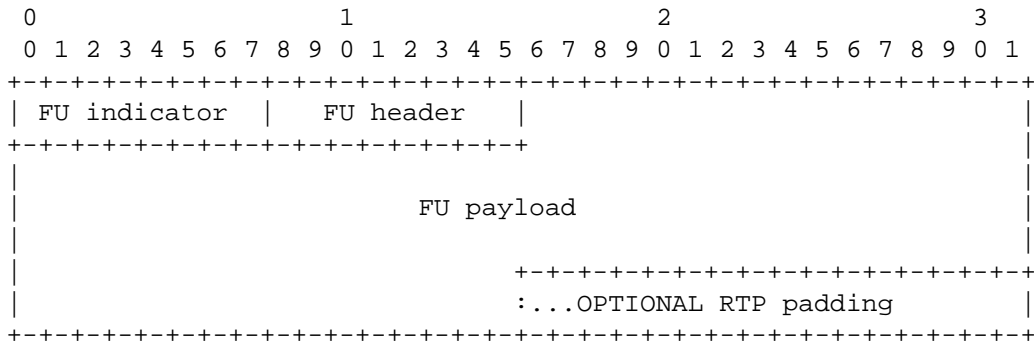 0                   1                   2                   3
 0 1 2 3 4 5 6 7 8 9 0 1 2 3 4 5 6 7 8 9 0 1 2 3 4 5 6 7 8 9 0 1
+-+-+-+-+-+-+-+-+-+-+-+-+-+-+-+-+-+-+-+-+-+-+-+-+-+-+-+-+-+-+-+-+
| FU indicator  |   FU header   |                               |
+-+-+-+-+-+-+-+-+-+-+-+-+-+-+-+-+                               |
|                                                               |
|                         FU payload                            |
|                                                               |
|                               +-+-+-+-+-+-+-+-+-+-+-+-+-+-+-+-+
|                               :...OPTIONAL RTP padding        |
+-+-+-+-+-+-+-+-+-+-+-+-+-+-+-+-+-+-+-+-+-+-+-+-+-+-+-+-+-+-+-+-+